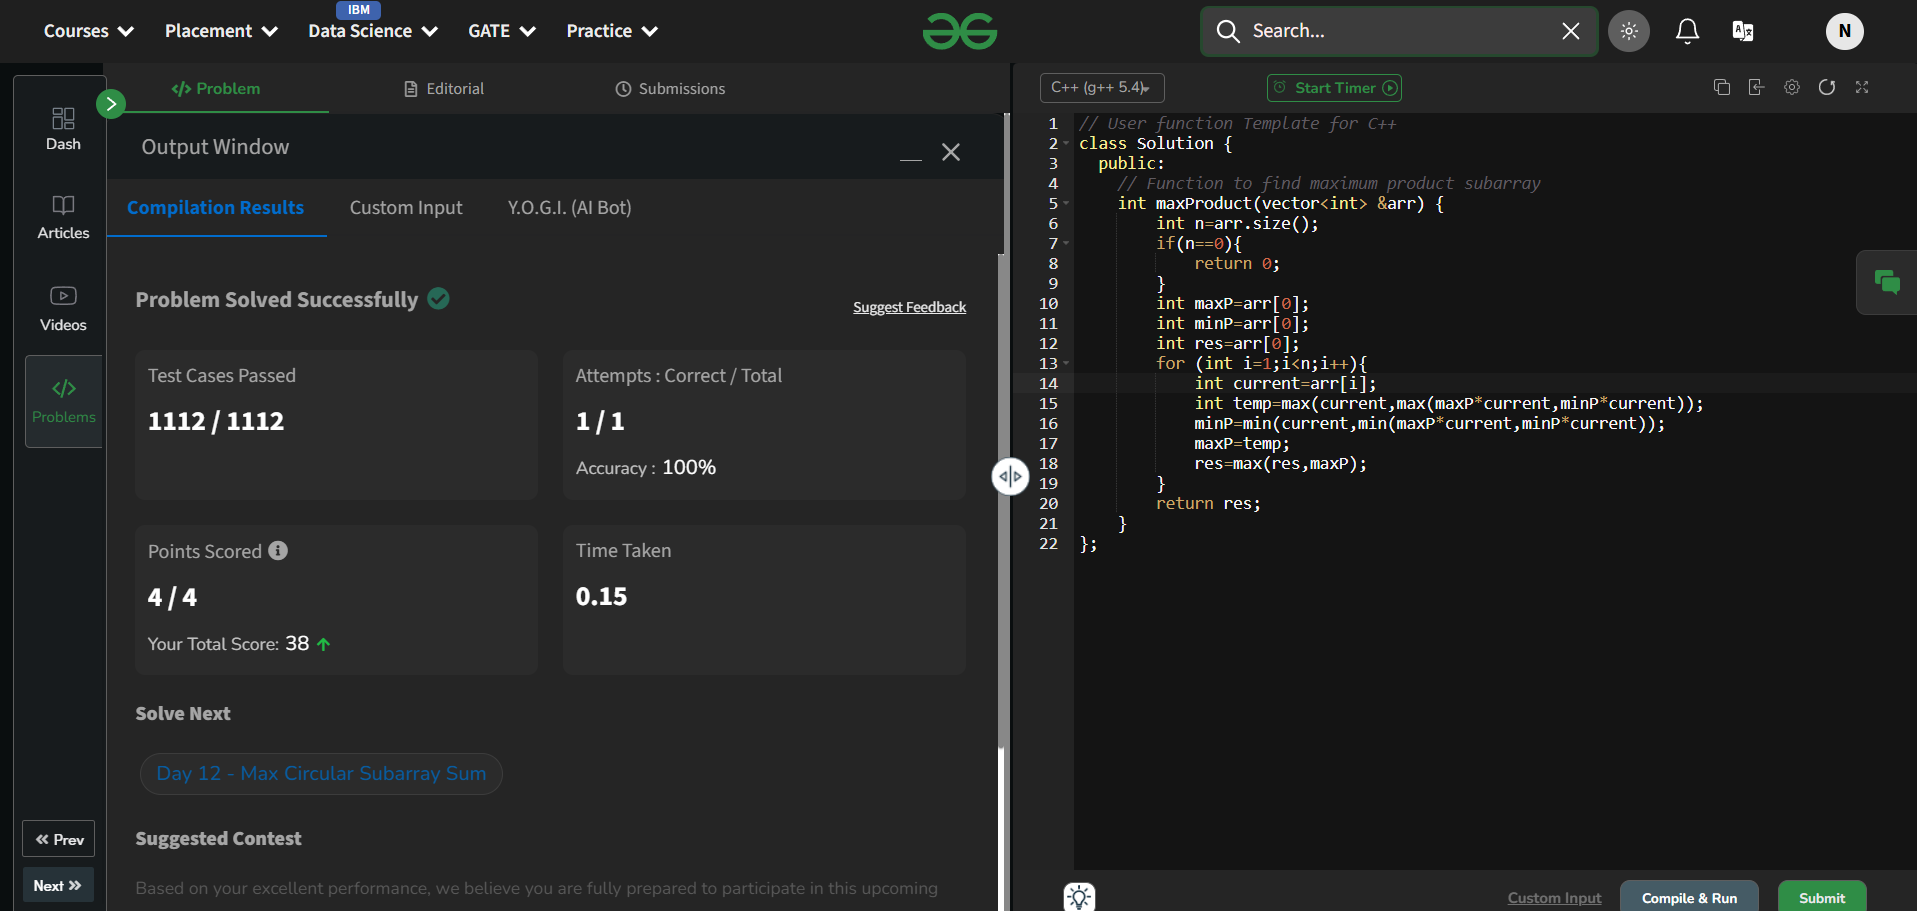 IBM
Courses Placement Data Science GATE Practice Search... N
Problem Editorial Submissions
C++ (g++ 5.4) Start Timer
Dash
Articles
Videos
Problems
Prev
Next
Output Window
Compilation Results Custom Input Y.O.G.I. (AI Bot)
Problem Solved Successfully
Suggest Feedback
Test Cases Passed
1112 / 1112
Attempts : Correct / Total
1 / 1
Accuracy : 100%
Points Scored
4 / 4
Your Total Score: 38
Time Taken
0.15
Solve Next
Day 12 - Max Circular Subarray Sum
Suggested Contest
Based on your excellent performance, we believe you are fully prepared to participate in this upcoming
1 // User function Template for C++
2 class Solution {
3   public:
4     // Function to find maximum product subarray
5     int maxProduct(vector<int> &arr) {
6         int n=arr.size();
7         if(n==0){
8             return 0;
9         }
10         int maxP=arr[0];
11         int minP=arr[0];
12         int res=arr[0];
13         for (int i=1;i<n;i++){
14             int current=arr[i];
15             int temp=max(current,max(maxP*current,minP*current));
16             minP=min(current,min(maxP*current,minP*current));
17             maxP=temp;
18             res=max(res,maxP);
19         }
20         return res;
21     }
22 };
Custom Input Compile & Run Submit